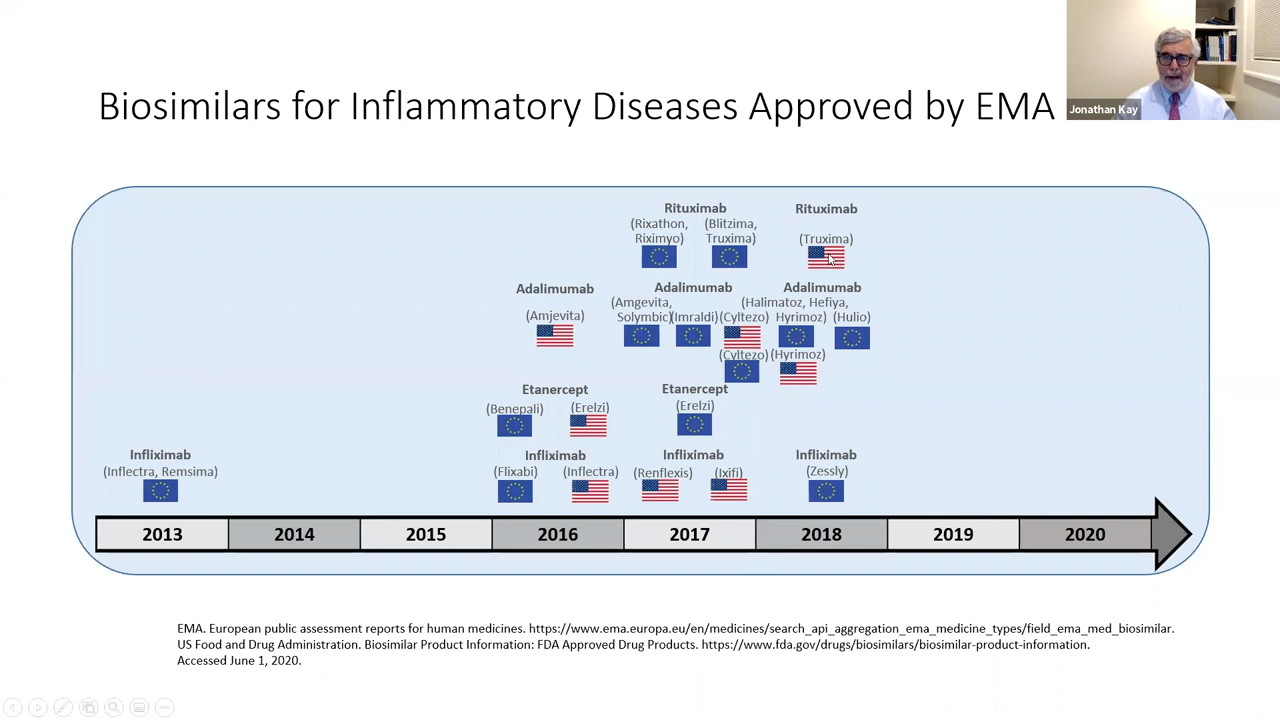 Biosimilars for Inflammatory Diseases Approved by EMA
Jonathan Kay
Rituximab
(Rixathon,
Riximyo)
(Blitzima,
Truxima)
Rituximab
(Truxima)
Adalimumab
(Amjevita)
Adalimumab
(Amgevita,
Solymbic)
(Imraldi)
(Cyltezo)
(Cyltezo)
Adalimumab
(Halimatoz, Hefiya,
Hyrimoz)
(Hulio)
(Hyrimoz)
Etanercept
(Benepali)
(Erelzi)
Etanercept
(Erelzi)
Infliximab
(Inflectra, Remsima)
Infliximab
(Flixabi)
(Inflectra)
Infliximab
(Renflexis)
(Ixifi)
Infliximab
(Zessly)
2013
2014
2015
2016
2017
2018
2019
2020
EMA. European public assessment reports for human medicines. https://www.ema.europa.eu/en/medicines/search_api_aggregation_ema_medicine_types/field_ema_med_biosimilar.
US Food and Drug Administration. Biosimilar Product Information: FDA Approved Drug Products. https://www.fda.gov/drugs/biosimilars/biosimilar-product-information.
Accessed June 1, 2020.